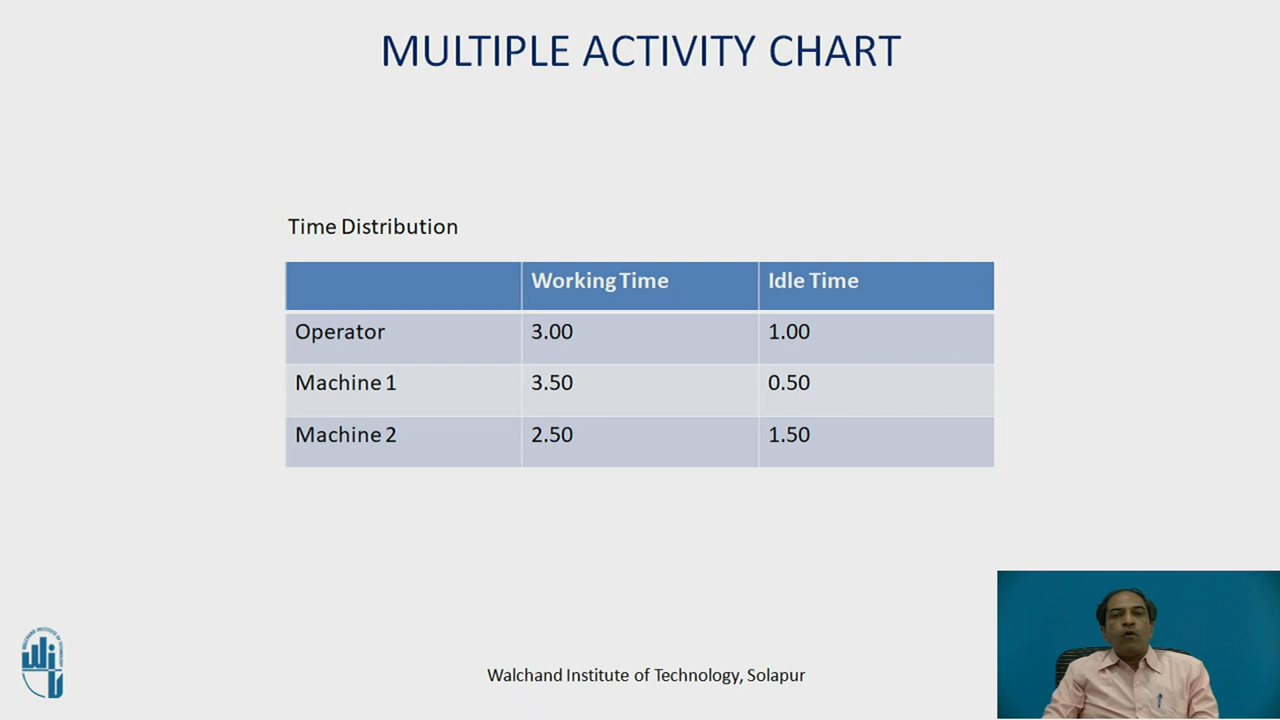 MULTIPLE ACTIVITY CHART
Time Distribution
Working Time Idle Time
Operator 3.00 1.00
Machine 1 3.50 0.50
Machine 2 2.50 1.50
Walchand Institute of Technology, Solapur